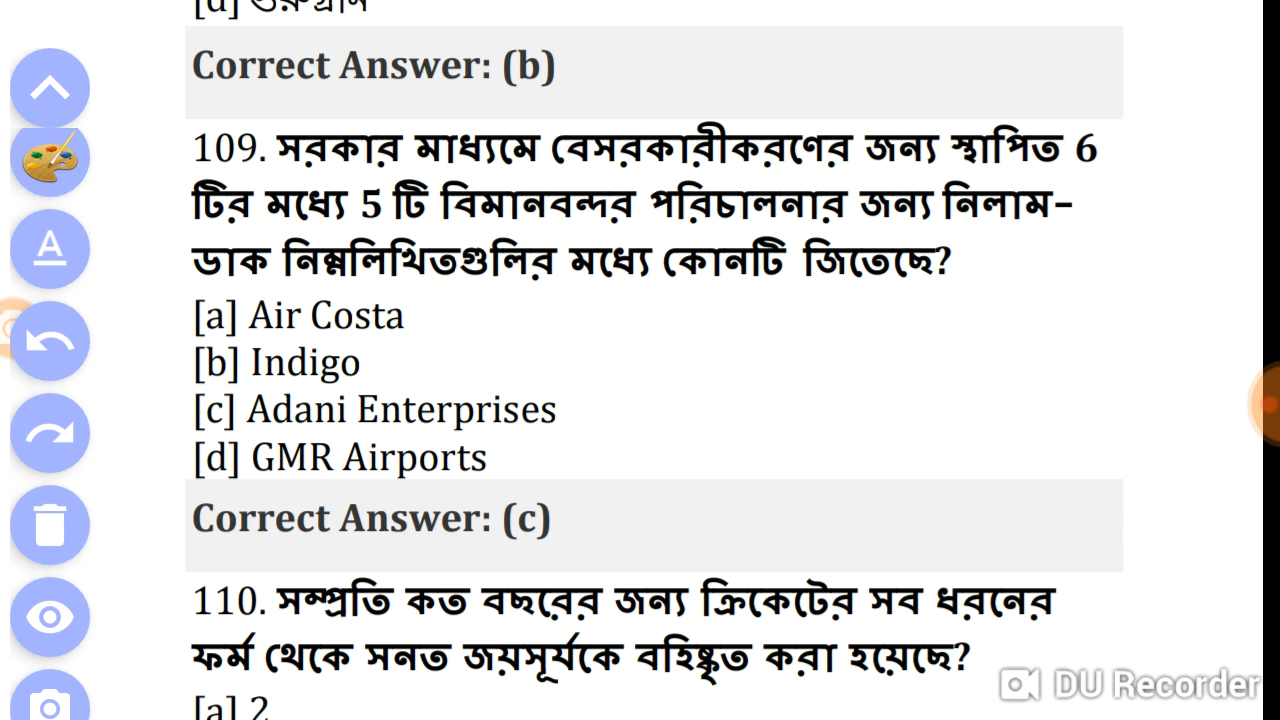 [d] গুরুগ্রাম
Correct Answer: (b)
109. সরকার মাধ্যমে বেসরকারীকরণের জন্য স্থাপিত 6
টির মধ্যে 5 টি বিমানবন্দর পরিচালনার জন্য নিলাম-
ডাক নিম্নলিখিতগুলির মধ্যে কোনটি জিতেছে?
[a] Air Costa
[b] Indigo
[c] Adani Enterprises
[d] GMR Airports
Correct Answer: (c)
110. সম্প্রতি কত বছরের জন্য ক্রিকেটের সব ধরনের
ফর্ম থেকে সনত জয়সূর্যকে বহিষ্কৃত করা হয়েছে?
[a] 2
A
DU Recorder